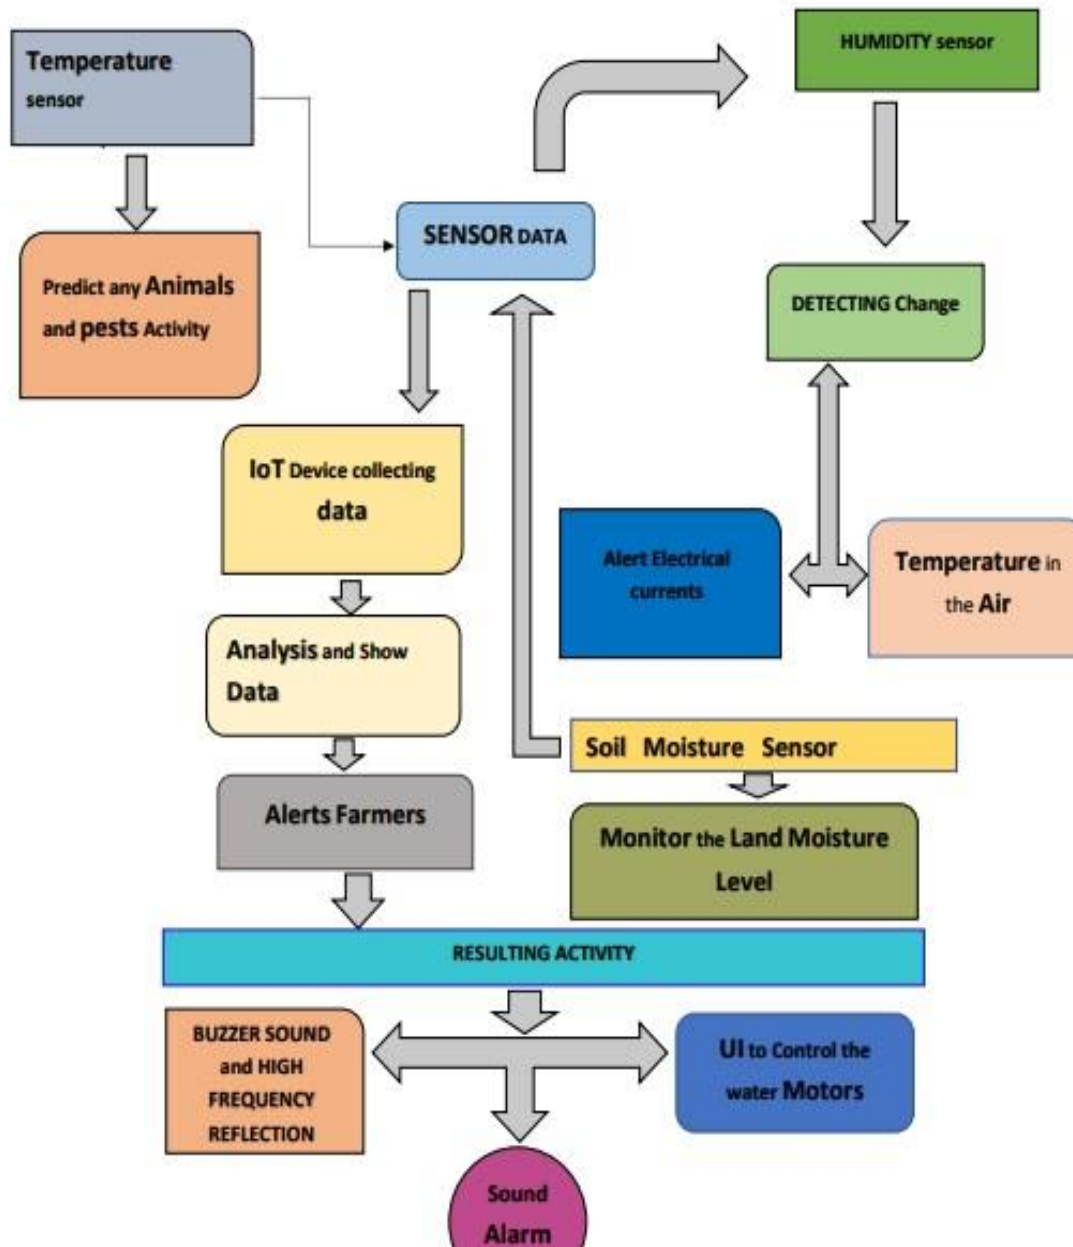 Temperature
sensor
HUMIDITY sensor
SENSOR DATA
Predict any Animals
and pests Activity
DETECTING Change
IoT Device collecting
data
Alert Electrical
currents
Temperature in
the Air
Analysis and Show
Data
Soil Moisture Sensor
Alerts Farmers
Monitor the Land Moisture
Level
RESULTING ACTIVITY
BUZZER SOUND
and HIGH
FREQUENCY
REFLECTION
UI to Control the
water Motors
Sound
Alarm